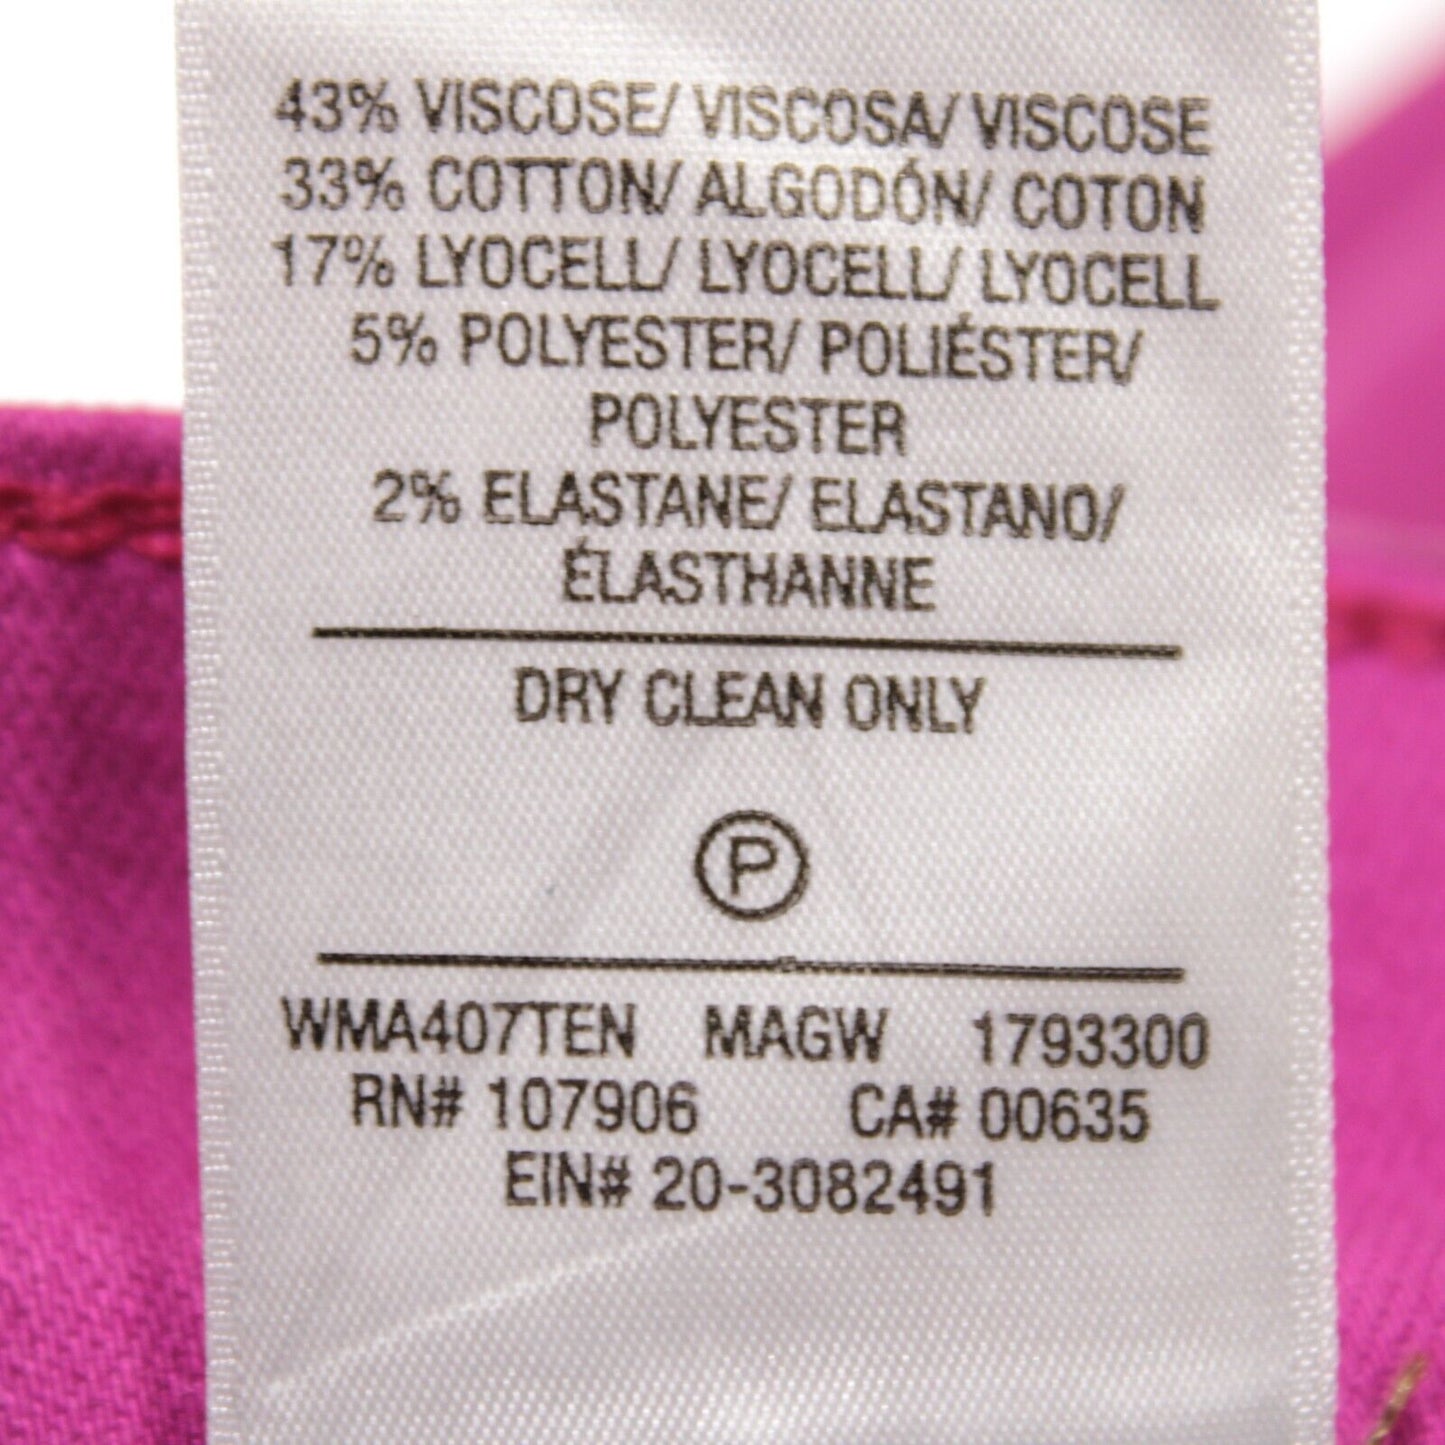 43% VISCOSE/ VISCOSA/ VISCOSE
33% COTTON/ ALGODÓN/ COTON
17% LYOCELL/ LYOCELL/ LYOCELL
5% POLYESTER/ POLIÉSTER/
POLYESTER
2% ELASTANE/ ELASTANO/
ÉLASTHANNE
DRY CLEAN ONLY
P
WMA407TEN MAGW 1793300
RN# 107906 CA# 00635
EIN# 20-3082491